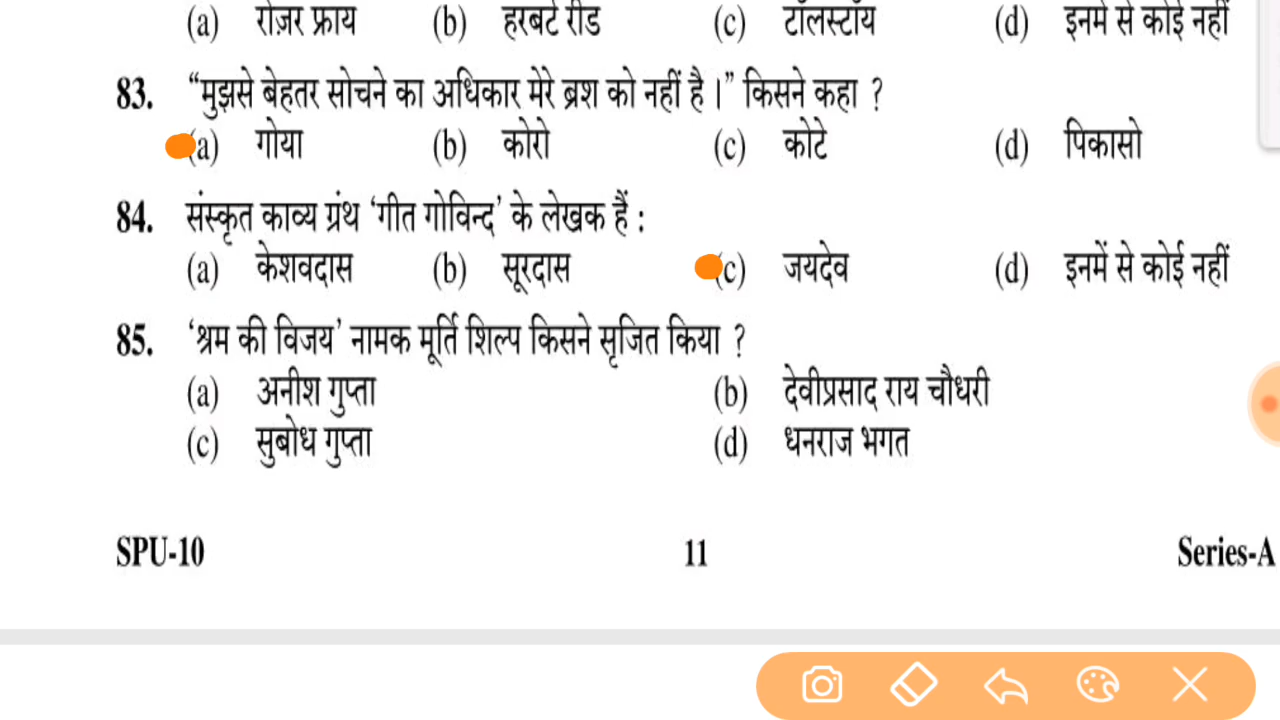 (a) रोज़र फ्राय (b) हरबर्ट रीड (c) टॉलस्टॉय (d) इनमें से कोई नहीं
83. “मुझसे बेहतर सोचने का अधिकार मेरे ब्रश को नहीं है ।” किसने कहा ?
(a) गोया (b) कोरो (c) कोटे (d) पिकासो
84. संस्कृत काव्य ग्रंथ ‘गीत गोविन्द’ के लेखक हैं :
(a) केशवदास (b) सूरदास (c) जयदेव (d) इनमें से कोई नहीं
85. ‘श्रम की विजय’ नामक मूर्ति शिल्प किसने सृजित किया ?
(a) अनीश गुप्ता (b) देवीप्रसाद राय चौधरी
(c) सुबोध गुप्ता (d) धनराज भगत
SPU-10 11 Series-A